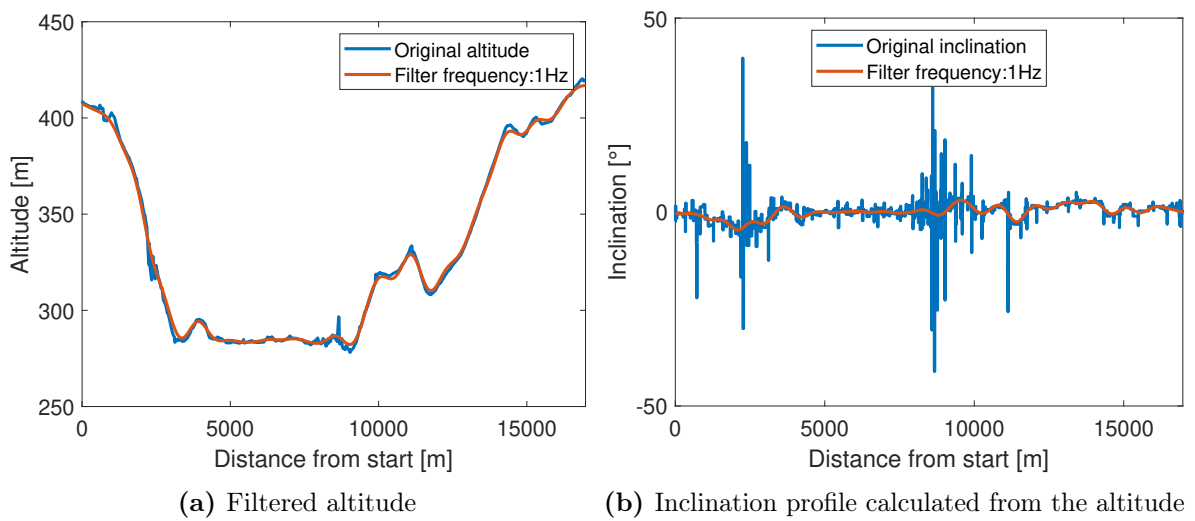 450
400
350
300
250
Altitude [m]
Original altitude
Filter frequency:1Hz
0
5000
10000
15000
Distance from start [m]
(a) Filtered altitude
50
0
-50
Inclination [°]
Original inclination
Filter frequency:1Hz
0
5000
10000
15000
Distance from start [m]
(b) Inclination profile calculated from the altitude